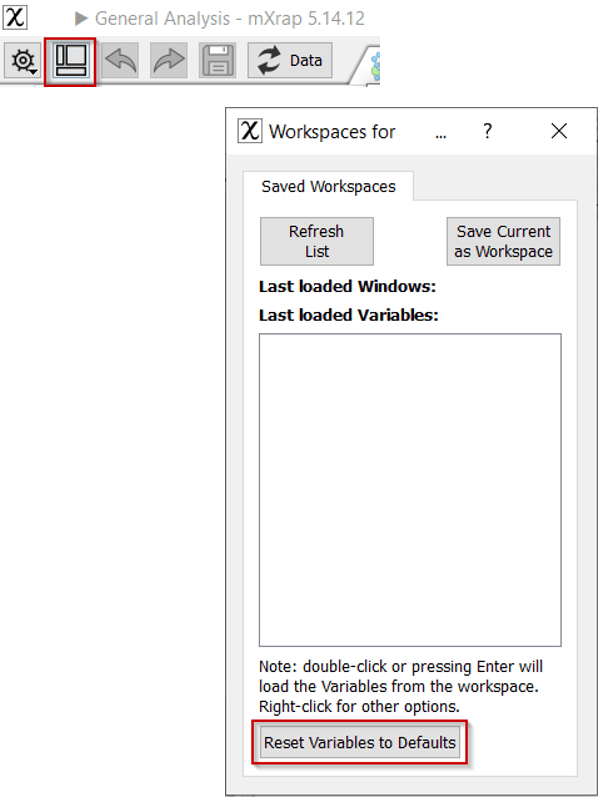 General Analysis - mXrap 5.14.12
Data
Workspaces for ... ?
Saved Workspaces
Refresh
List
Save Current
as Workspace
Last loaded Windows:
Last loaded Variables:
Note: double-click or pressing Enter will
load the Variables from the workspace.
Right-click for other options.
Reset Variables to Defaults